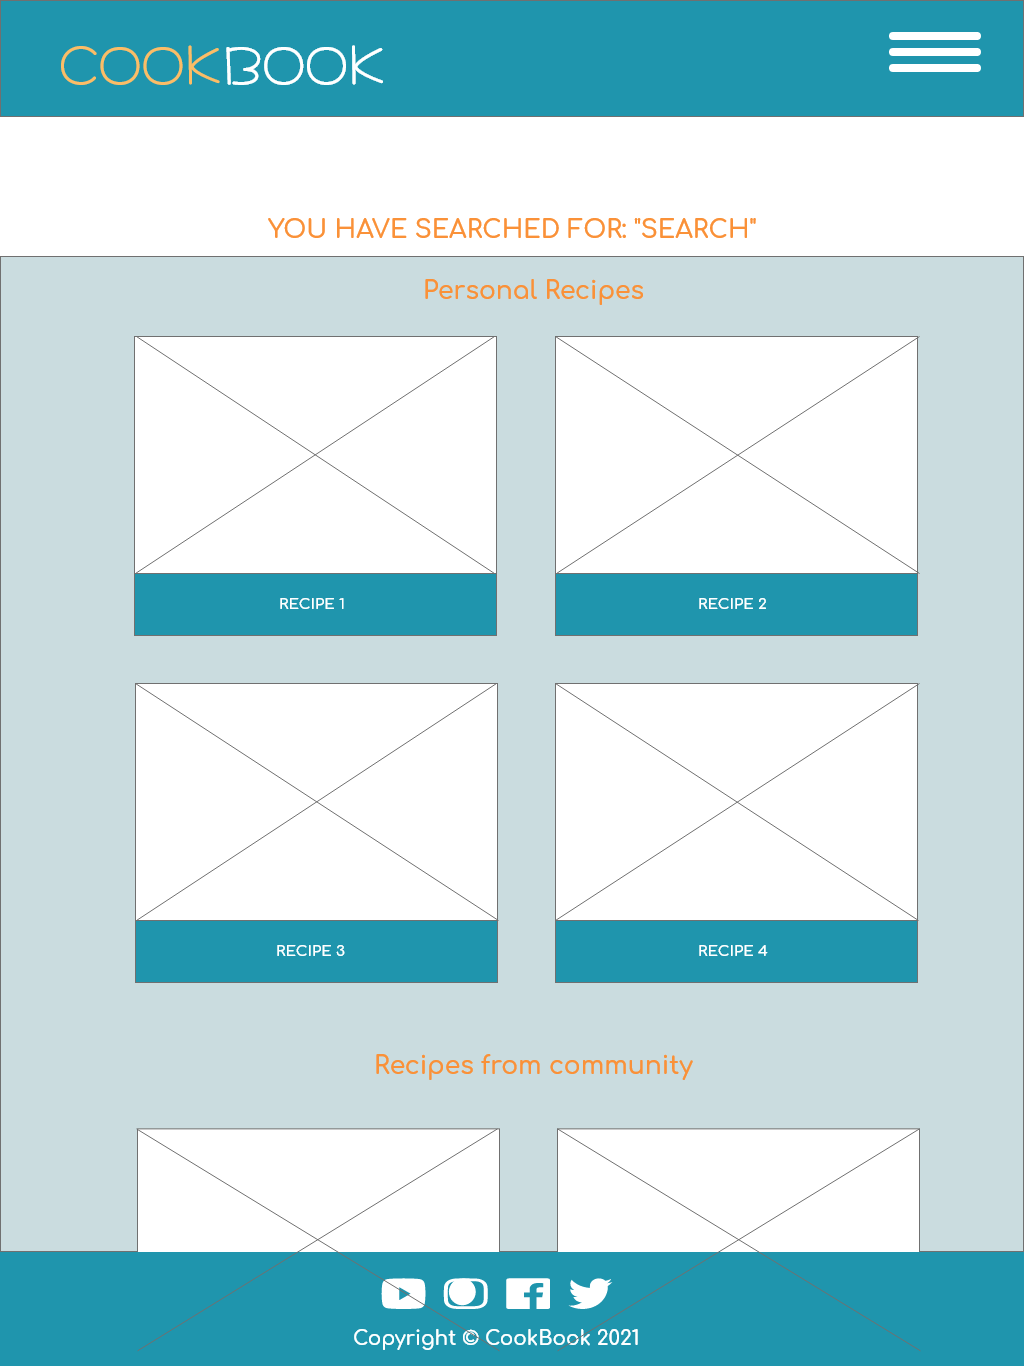 COOKBOOK
YOU HAVE SEARCHED FOR: "SEARCH"
Personal Recipes
RECIPE 1
RECIPE 2
RECIPE 3
RECIPE 4
Recipes from community
Copyright © CookBook 2021